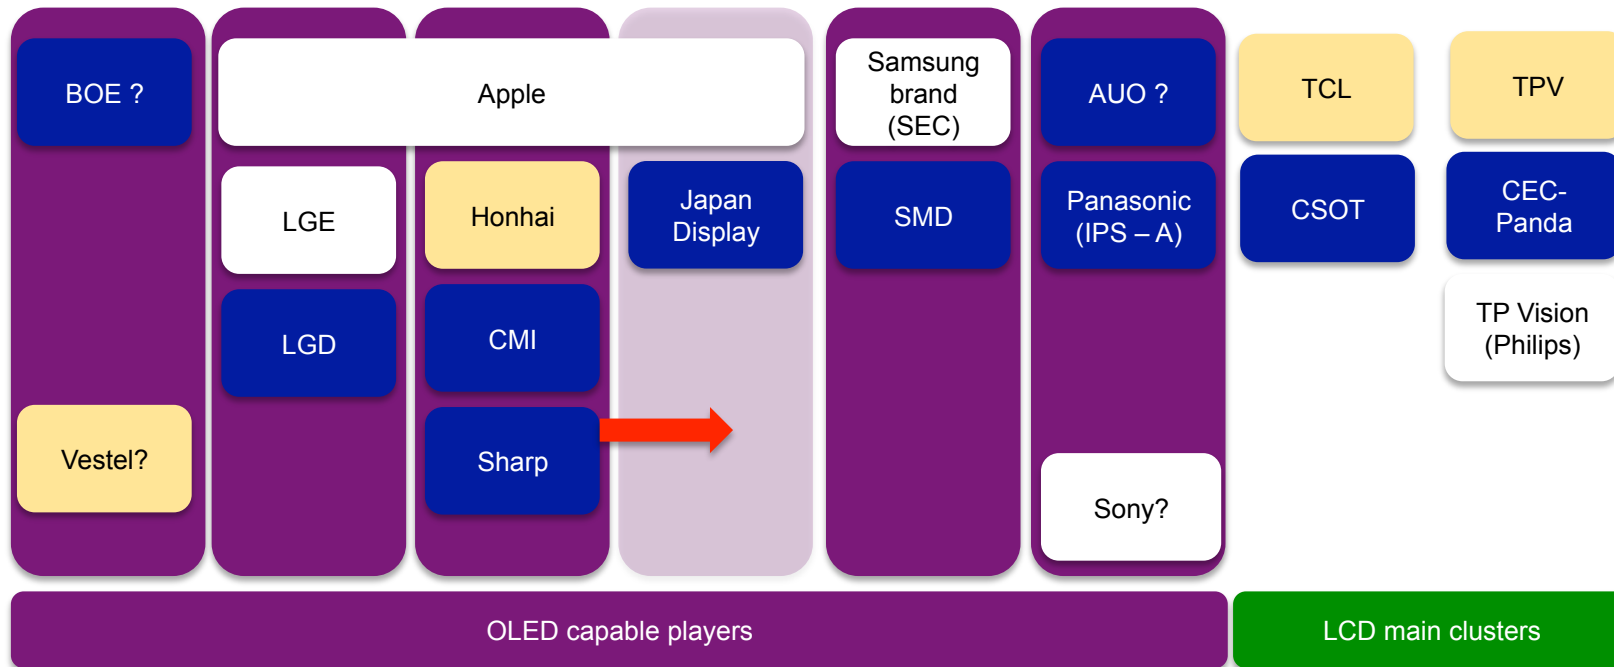 BOE ?
Apple
Samsung
brand
(SEC)
AUO ?
TCL
TPV
LGE
Honhai
Japan
Display
SMD
Panasonic
(IPS – A)
CSOT
CEC-
Panda
LGD
CMI
TP Vision
(Philips)
Vestel?
Sharp
Sony?
OLED capable players
LCD main clusters